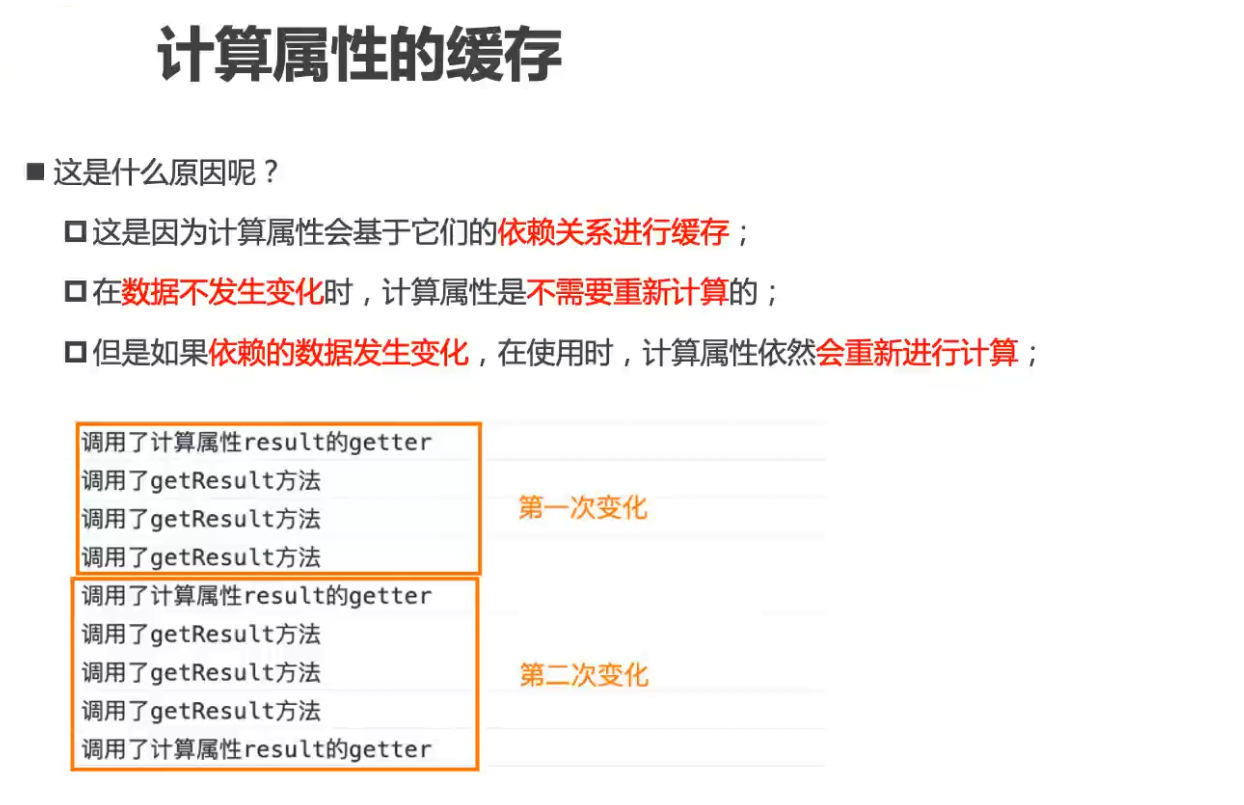 计算属性的缓存
这是什么原因呢？
这是因为计算属性会基于它们的依赖关系进行缓存；
在数据不发生变化时，计算属性是不需要重新计算的；
但是如果依赖的数据发生变化，在使用时，计算属性依然会重新进行计算；
调用了计算属性result的getter
调用了getResult方法
调用了getResult方法
调用了getResult方法
第一次变化
调用了计算属性result的getter
调用了getResult方法
调用了getResult方法
调用了getResult方法
调用了计算属性result的getter
第二次变化